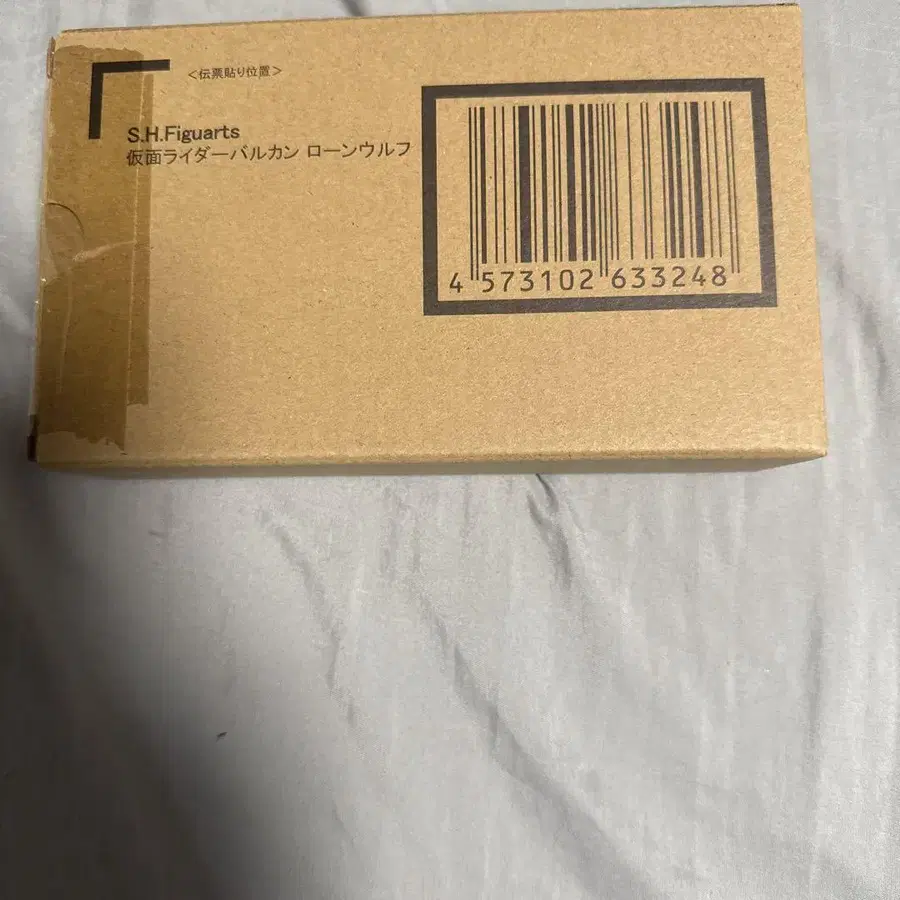 ＜伝票貼り位置＞
S.H.Figuarts
仮面ライダーバルカン ローンウルフ
4 573102 633248